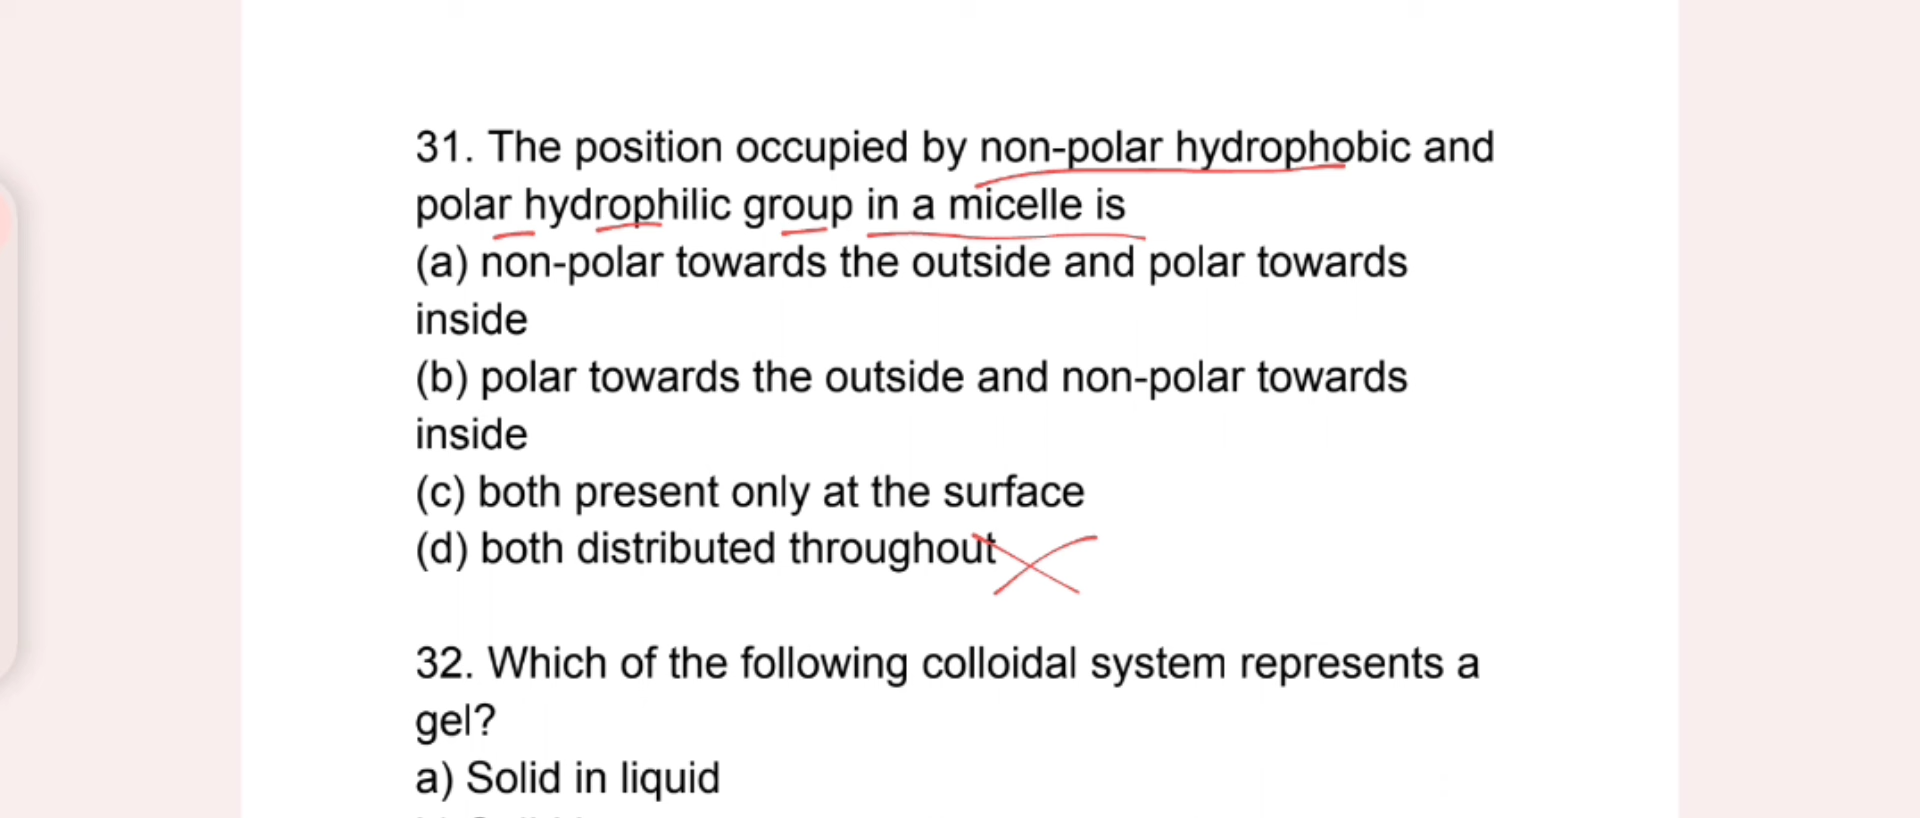 31. The position occupied by non-polar hydrophobic and
polar hydrophilic group in a micelle is
(a) non-polar towards the outside and polar towards
inside
(b) polar towards the outside and non-polar towards
inside
(c) both present only at the surface
(d) both distributed throughout
32. Which of the following colloidal system represents a
gel?
a) Solid in liquid